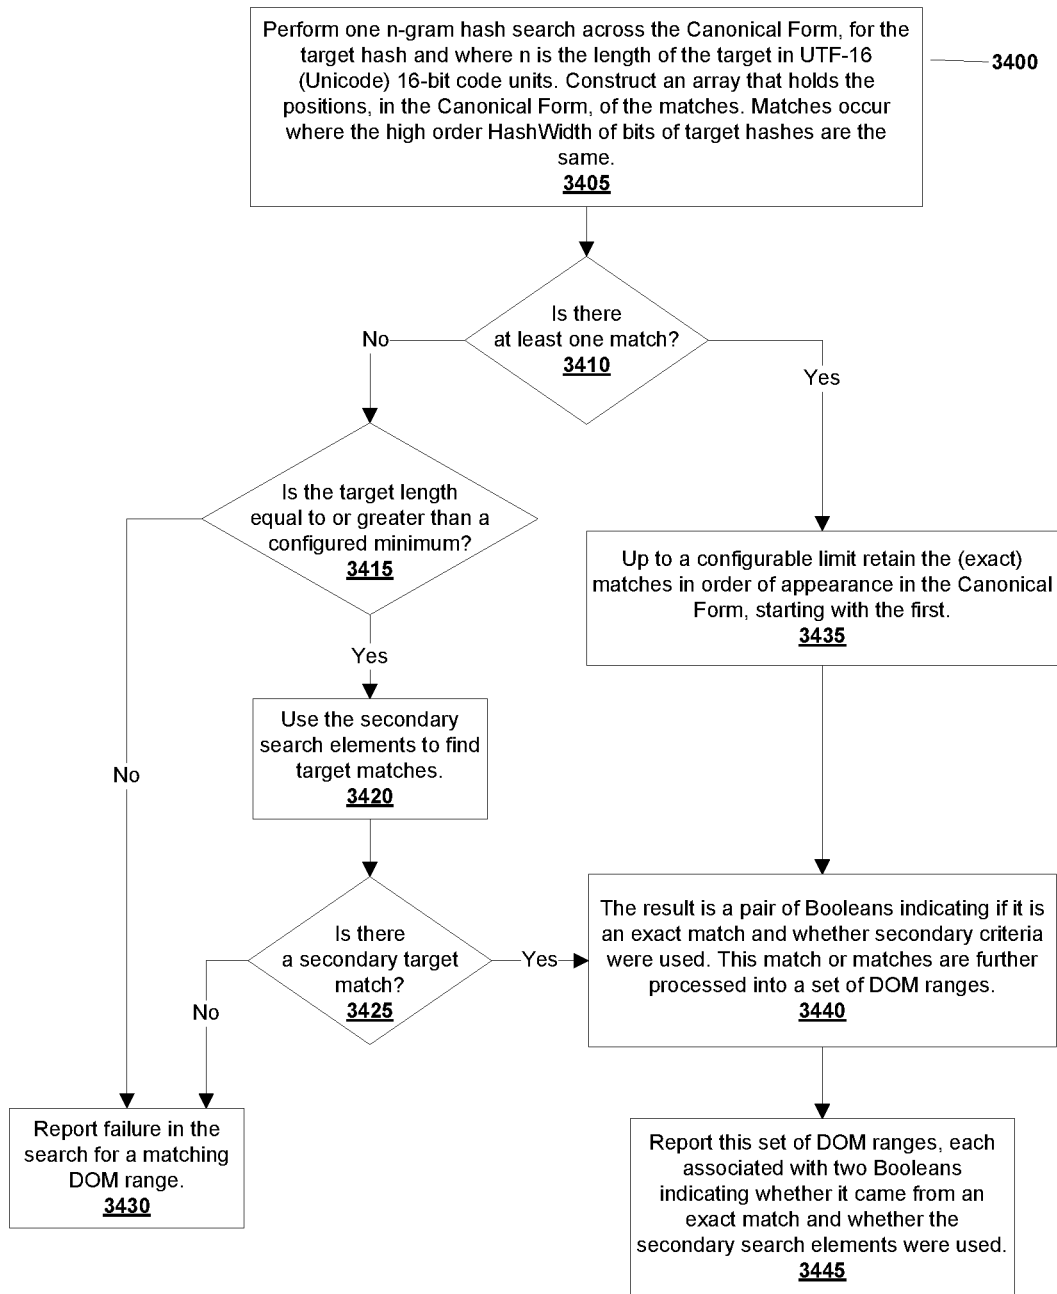 Perform one n-gram hash search across the Canonical Form, for the
target hash and where n is the length of the target in UTF-16
(Unicode) 16-bit code units. Construct an array that holds the
positions, in the Canonical Form, of the matches. Matches occur
where the high order HashWidth of bits of target hashes are the
same.
3405
3400
Is there
at least one match?
3410
No
Yes
Is the target length
equal to or greater than a
configured minimum?
3415
Up to a configurable limit retain the (exact)
matches in order of appearance in the Canonical
Form, starting with the first.
3435
Yes
Use the secondary
search elements to find
target matches.
3420
No
Is there
a secondary target
match?
3425
Yes
No
The result is a pair of Booleans indicating if it is
an exact match and whether secondary criteria
were used. This match or matches are further
processed into a set of DOM ranges.
3440
Report failure in the
search for a matching
DOM range.
3430
Report this set of DOM ranges, each
associated with two Booleans
indicating whether it came from an
exact match and whether the
secondary search elements were used.
3445